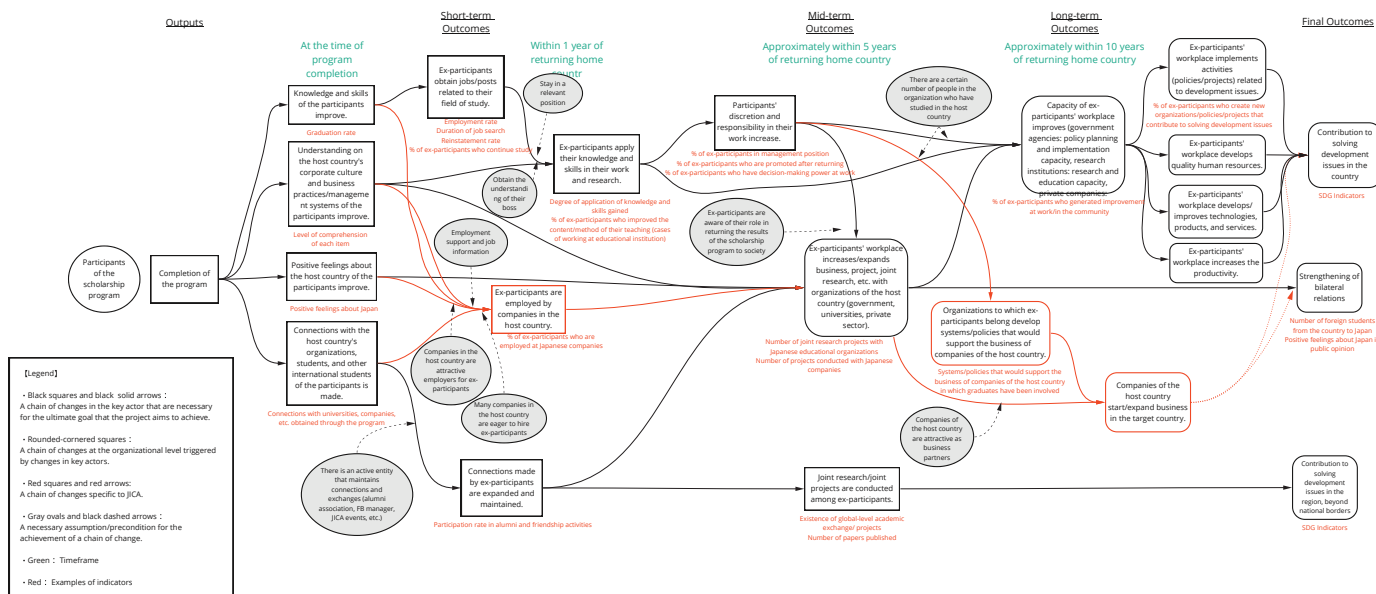 Outputs
Short-term
Outcomes
Mid-term
Outcomes
Long-term
Outcomes
Final Outcomes
At the time of
program
completion
Within 1 year of
returning home
countr
Approximately within 5 years
of returning home country
Approximately within 10 years
of returning home country
Participants
of the
scholarship
program
Completion of
the program
Knowledge and skills
of the participants
improve.
Graduation rate
Understanding on
the host country's
corporate culture
and business
practices/manageme
nt systems of the
participants improve.
Level of comprehension
of each item
Positive feelings about
the host country of the
participants improve.
Positive feelings about Japan
Connections with the
host country's
organizations,
students, and other
international students
of the participants is
made.
Connections with universities, companies,
etc. obtained through the program
Ex-participants
obtain jobs/posts
related to their
field of study.
Employment rate
Duration of job search
Reinstatement rate
% of ex-participants who continue study
Stay in a
relevant
position
Obtain the
understandi
ng of their
boss
Employment
support and job
information
Ex-participants apply
their knowledge and
skills in their work
and research.
Degree of application of knowledge and
skills gained
% of ex-participants who improved the
content/method of their teaching (cases
of working at educational institution)
Ex-participants are
employed by
companies in the
host country.
% of ex-participants who are
employed at Japanese companies
Companies in the
host country are
attractive
employers for ex-
participants
Many companies in
the host country
are eager to hire
ex-participants
There is an active entity
that maintains
connections and
exchanges (alumni
association, FB manager,
JICA events, etc.)
Connections made
by ex-participants
are expanded and
maintained.
Participation rate in alumni and friendship activities
Participants'
discretion and
responsibility in their
work increase.
% of ex-participants in management position
% of ex-participants who are promoted after returning
% of ex-participants who have decision-making power at work
Ex-participants are
aware of their role in
returning the results
of the scholarship
program to society
Ex-participants' workplace
increases/expands
business, project, joint
research, etc. with
organizations of the host
country (government,
universities, private
sector).
Number of joint research projects with
Japanese educational organizations
Number of projects conducted with Japanese
companies
Joint research/joint
projects are conducted
among ex-participants.
Existence of global-level academic
exchange/ projects
Number of papers published
There are a certain
number of people in the
organization who have
studied in the host
country
Capacity of ex-
participants' workplace
improves (government
agencies: policy planning
and implementation
capacity, research
institutions: research
and education capacity,
private companies:
% of ex-participants who generated improvement
at work/in the community
Organizations to which ex-
participants belong develop
systems/policies that would
support the business of
companies of the host country.
Systems/policies that would support the
business of companies of the host country
in which graduates have been involved
Companies of
the host country
are attractive as
business
partners
Companies of the
host country
start/expand business
in the target country.
Ex-participants'
workplace implements
activities
(policies/projects) related
to development issues.
% of ex-participants who create new
organizations/policies/projects that
contribute to solving development issues
Ex-participants'
workplace develops
quality human resources.
Ex-participants'
workplace develops/
improves technologies,
products, and services.
Ex-participants'
workplace increases the
productivity.
Contribution to
solving
development
issues in the
country
SDG Indicators
Strengthening of
bilateral
relations
Number of foreign students
from the country to Japan
Positive feelings about Japan i
public opinion
Contribution to
solving
development
issues in the
region, beyond
national borders
SDG Indicators
【Legend】
・Black squares and black solid arrows：
A chain of changes in the key actor that are necessary
for the ultimate goal that the project aims to achieve.
・Rounded-cornered squares：
A chain of changes at the organizational level triggered
by changes in key actors.
・Red squares and red arrows:
A chain of changes specific to JICA.
・Gray ovals and black dashed arrows：
A necessary assumption/precondition for the
achievement of a chain of change.
・Green： Timeframe
・Red： Examples of indicators